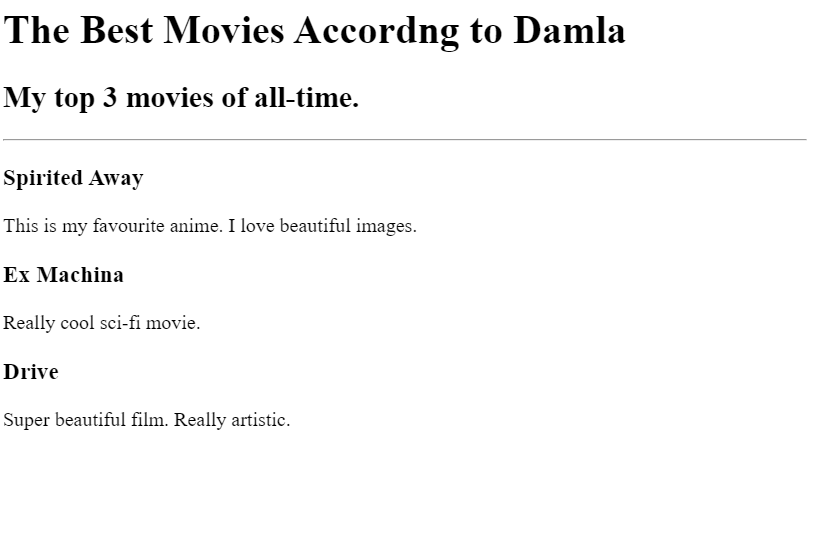 The Best Movies Accordng to Damla
My top 3 movies of all-time.
Spirited Away
This is my favourite anime. I love beautiful images.
Ex Machina
Really cool sci-fi movie.
Drive
Super beautiful film. Really artistic.